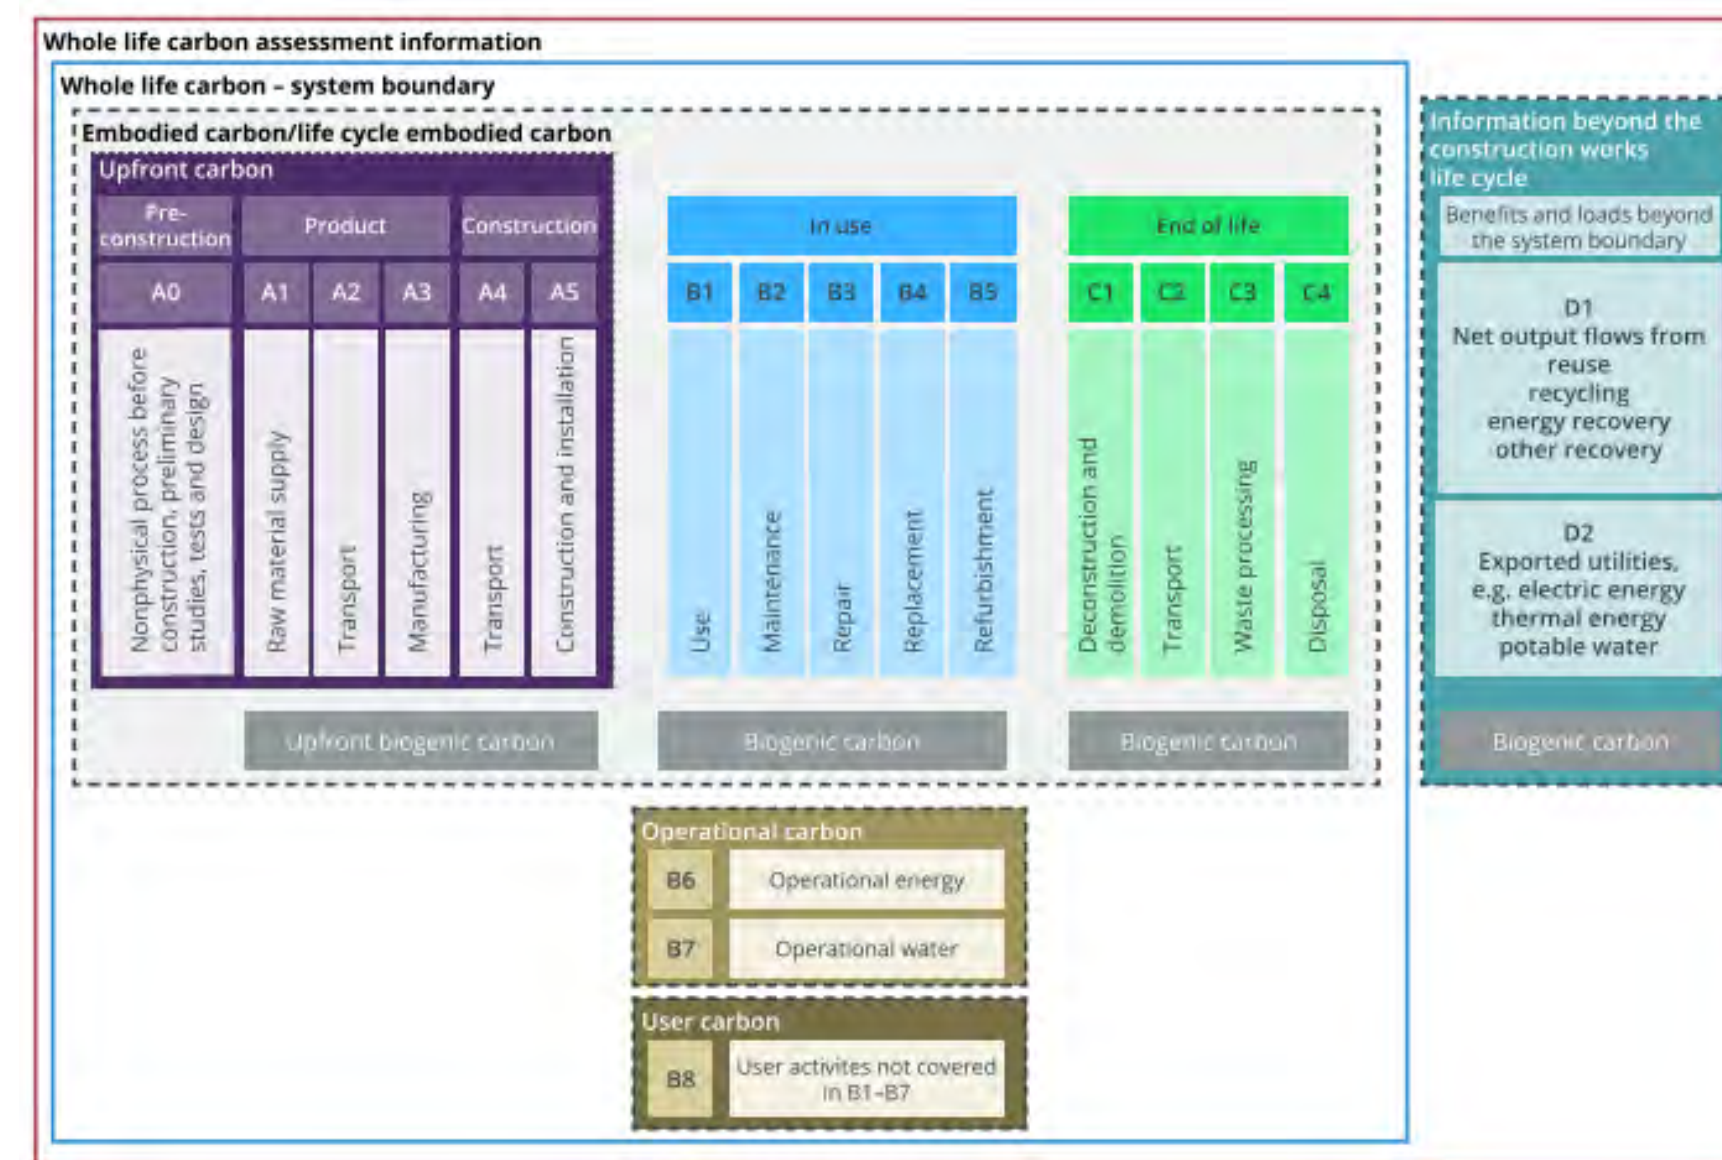 Whole life carbon assessment information
Whole life carbon – system boundary
Embodied carbon/life cycle embodied carbon
Upfront carbon
Pre-
construction
Product
Construction
A0
A1
A2
A3
A4
A5
Nonphysical process before
construction, preliminary
studies, tests and design
Raw material supply
Transport
Manufacturing
Transport
Construction and installation
Upfront biogenic carbon
In use
B1
B2
B3
B4
B5
Use
Maintenance
Repair
Replacement
Refurbishment
Biogenic carbon
End of life
C1
C2
C3
C4
Deconstruction and
demolition
Transport
Waste processing
Disposal
Biogenic carbon
Operational carbon
B6
Operational energy
B7
Operational water
User carbon
B8
User activites not covered
in B1–B7
Information beyond the
construction works
life cycle
Benefits and loads beyond
the system boundary
D1
Net output flows from
reuse
recycling
energy recovery
other recovery
D2
Exported utilities,
e.g. electric energy
thermal energy
potable water
Biogenic carbon